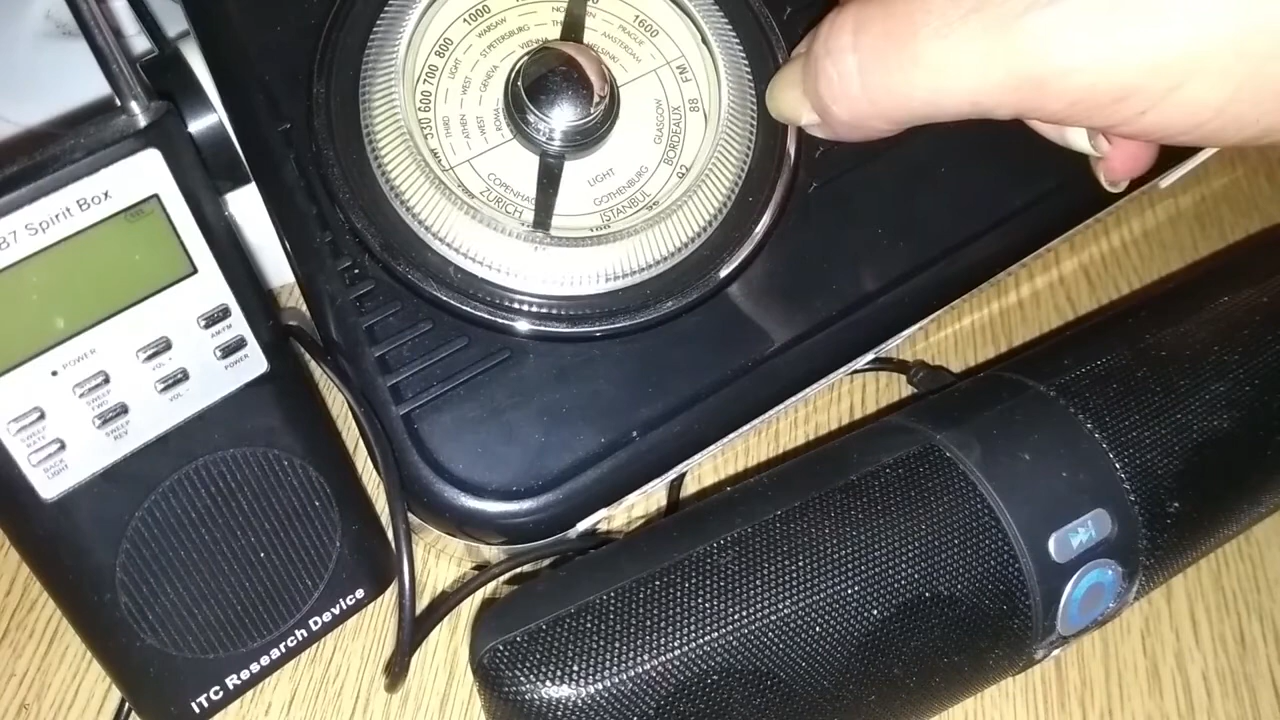 B7 Spirit Box
POWER
AM/FM
VOL +
POWER
SWEEP
FWD
VOL -
SWEEP
RATE
SWEEP
REV
BACK
LIGHT
ITC Research Device
530 600 700 800 1000 1600
THIRD LIGHT WARSAW PRAGUE
ATHEN WEST ST.PETERSBURG AMSTERDAM
WEST GENEVA VIENNA HELSINKI
ROMA
FM
88
92
100
GLASGOW
BORDEAUX
LIGHT
GOTHENBURG
ISTANBUL
ZURICH